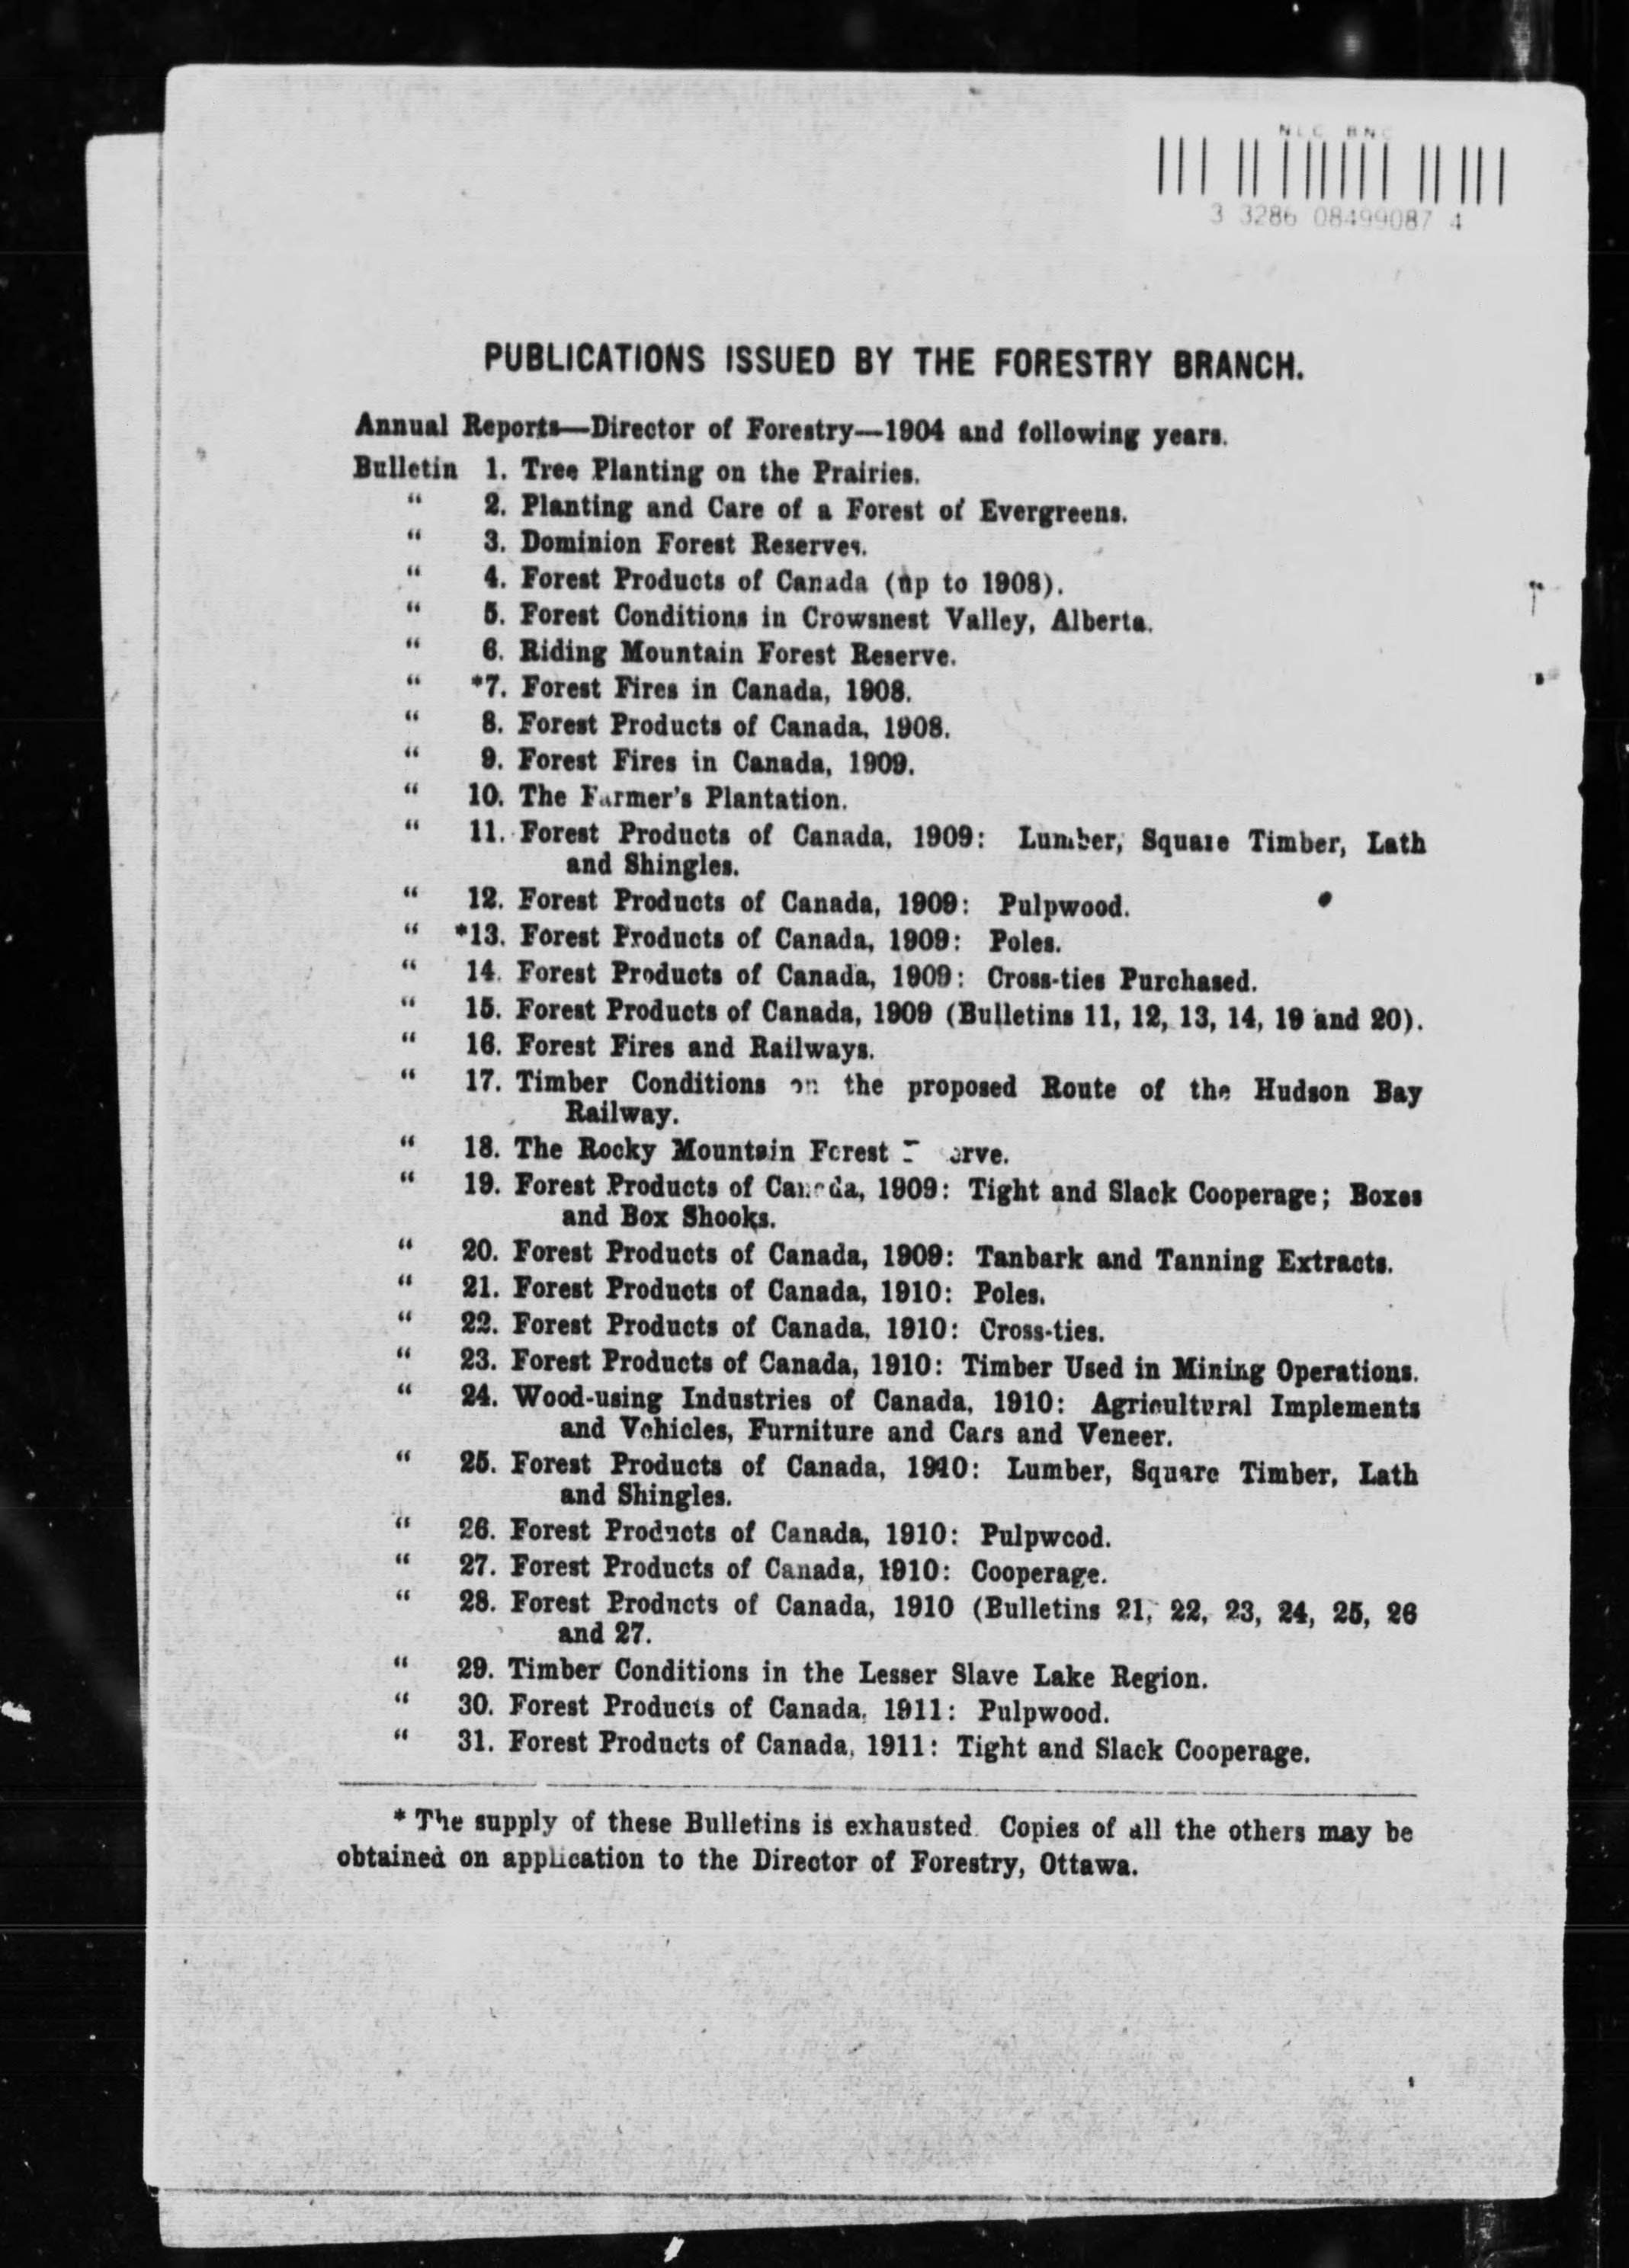 NLC BNC
3 3286 08499087 4
PUBLICATIONS ISSUED BY THE FORESTRY BRANCH.
Annual Reports—Director of Forestry—1904 and following years.
Bulletin 1. Tree Planting on the Prairies.
“ 2. Planting and Care of a Forest of Evergreens.
“ 3. Dominion Forest Reserves.
“ 4. Forest Products of Canada (up to 1908).
“ 5. Forest Conditions in Crowsnest Valley, Alberta.
“ 6. Riding Mountain Forest Reserve.
“ *7. Forest Fires in Canada, 1908.
“ 8. Forest Products of Canada, 1908.
“ 9. Forest Fires in Canada, 1909.
“ 10. The Farmer's Plantation.
“ 11. Forest Products of Canada, 1909: Lumber, Square Timber, Lath
and Shingles.
“ 12. Forest Products of Canada, 1909: Pulpwood.
“ *13. Forest Products of Canada, 1909: Poles.
“ 14. Forest Products of Canada, 1909: Cross-ties Purchased.
“ 15. Forest Products of Canada, 1909 (Bulletins 11, 12, 13, 14, 19 and 20).
“ 16. Forest Fires and Railways.
“ 17. Timber Conditions on the proposed Route of the Hudson Bay
Railway.
“ 18. The Rocky Mountain Forest
“ 19. Forest Products of Canada, 1909: Tight and Slack Cooperage; Boxes
and Box Shooks.
“ 20. Forest Products of Canada, 1909: Tanbark and Tanning Extracts.
“ 21. Forest Products of Canada, 1910: Poles.
“ 22. Forest Products of Canada, 1910: Cross-ties.
“ 23. Forest Products of Canada, 1910: Timber Used in Mining Operations.
“ 24. Wood-using Industries of Canada, 1910: Agricultural Implements
and Vehicles, Furniture and Cars and Veneer.
“ 25. Forest Products of Canada, 1910: Lumber, Square Timber, Lath
and Shingles.
“ 26. Forest Products of Canada, 1910: Pulpwood.
“ 27. Forest Products of Canada, 1910: Cooperage.
“ 28. Forest Products of Canada, 1910 (Bulletins 21, 22, 23, 24, 25, 26
and 27.
“ 29. Timber Conditions in the Lesser Slave Lake Region.
“ 30. Forest Products of Canada, 1911: Pulpwood.
“ 31. Forest Products of Canada, 1911: Tight and Slack Cooperage.
* The supply of these Bulletins is exhausted. Copies of all the others may be
obtained on application to the Director of Forestry, Ottawa.